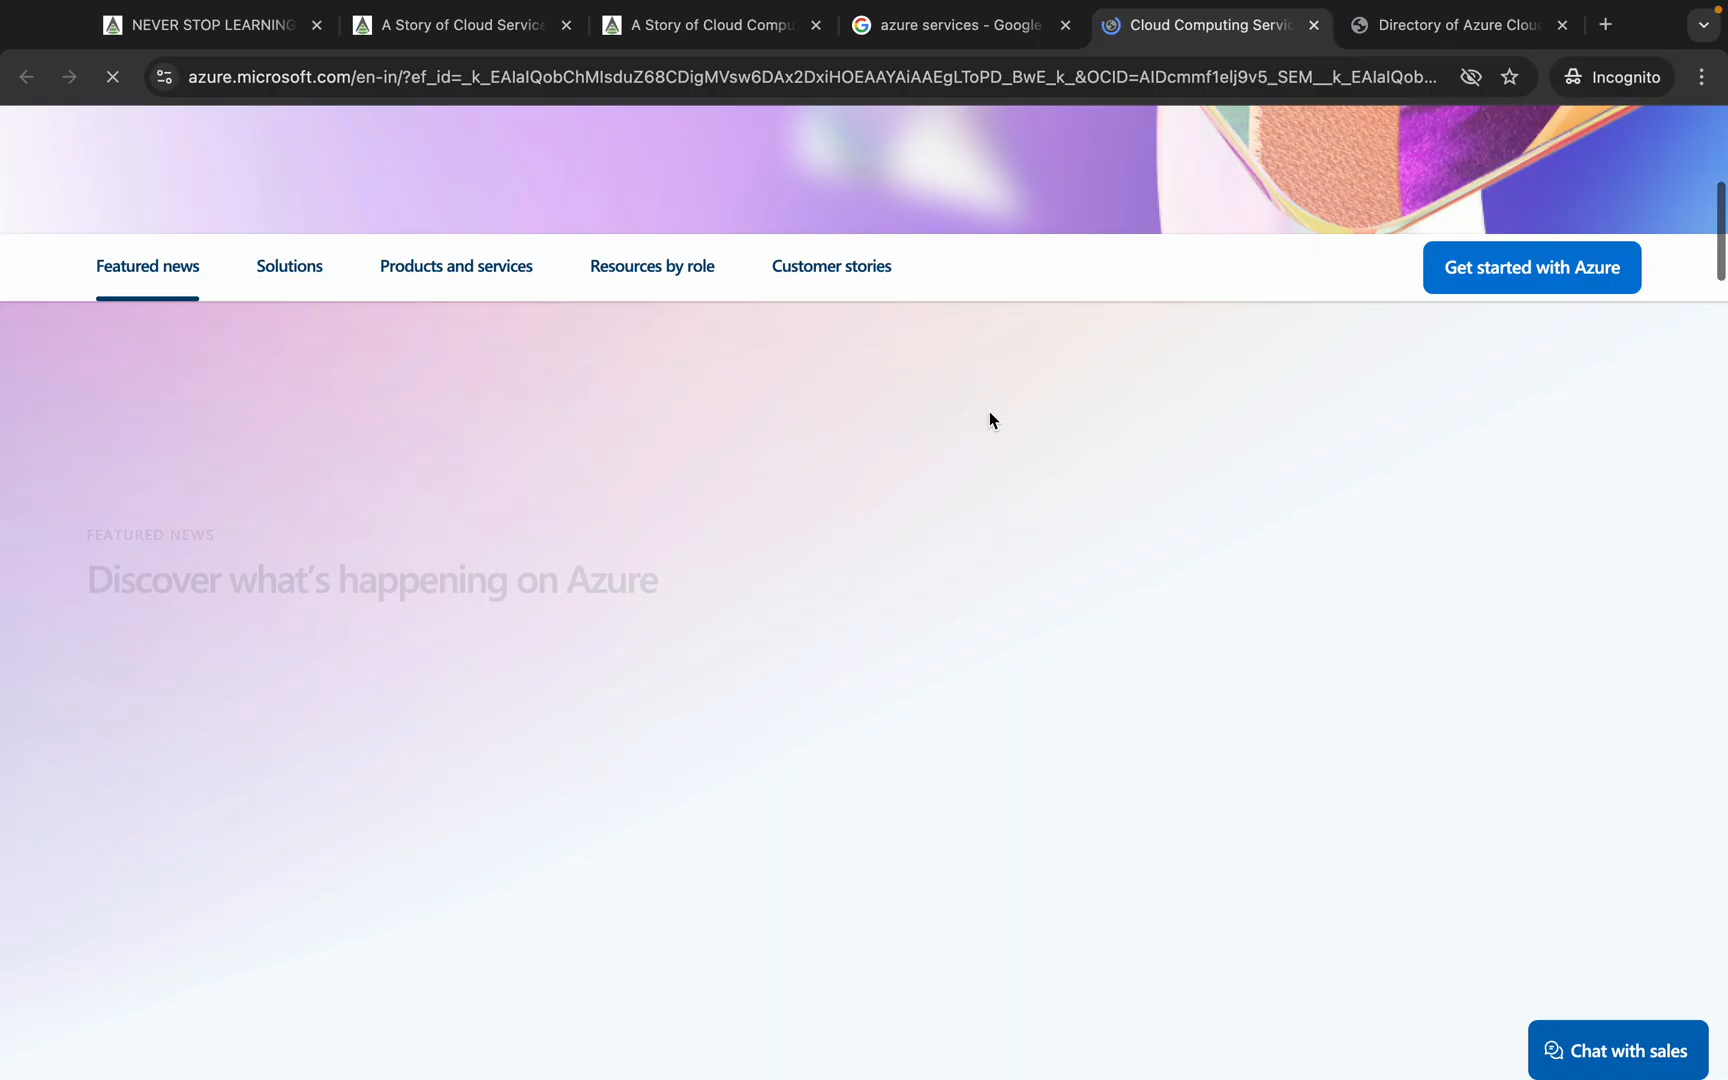 NEVER STOP LEARNING
A Story of Cloud Service
A Story of Cloud Compu
azure services - Google
Cloud Computing Servic
Directory of Azure Clou
azure.microsoft.com/en-in/?ef_id=_k_EAIaIQobChMIsduZ68CDigMVsw6DAx2DxiHOEAAYAiAAEgLToPD_BwE_k_&OCID=AIDcmmf1elj9v5_SEM__k_EAIaIQob...
Incognito
Featured news
Solutions
Products and services
Resources by role
Customer stories
Get started with Azure
FEATURED NEWS
Discover what's happening on Azure
Chat with sales